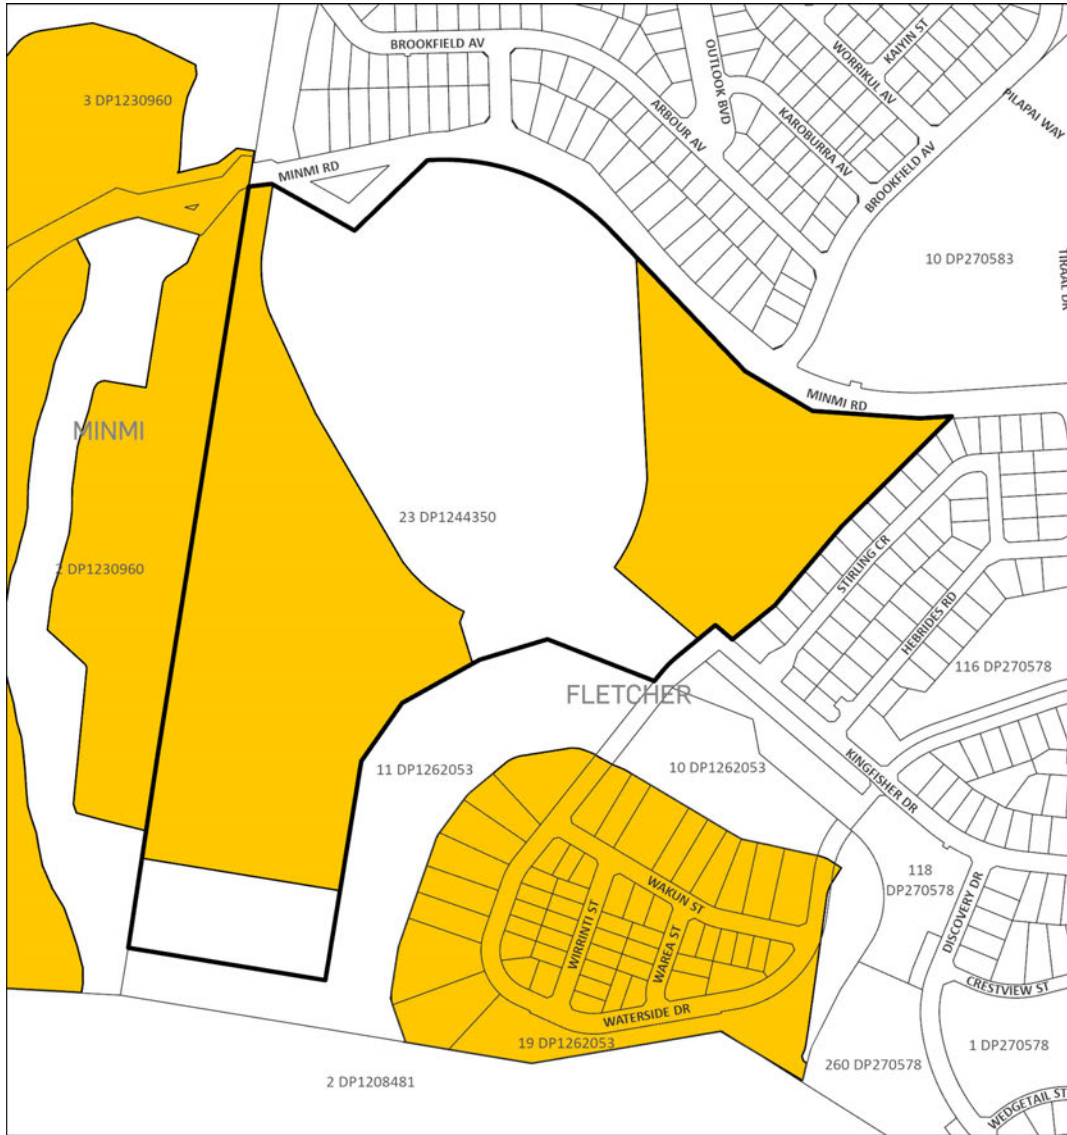 BROOKFIELD AV
OUTLOOK BVD
WORRIKUL AV
KAIYIN ST
3 DP1230960
ARBOUR AV
KAROBURRA AV
PILAPAI WAY
MINMI RD
BROOKFIELD AV
10 DP270583
TIRAAL DR
MINMI RD
MINMI
23 DP1244350
STIRLING CR
2 DP1230960
HEBRIDES RD
116 DP270578
FLETCHER
11 DP1262053
10 DP1262053
KINGFISHER DR
118
DP270578
WAKUN ST
DISCOVERY DR
WIRRINTI ST
WAREA ST
CRESTVIEW ST
WATERSIDE DR
19 DP1262053
1 DP270578
260 DP270578
2 DP1208481
WEDGETAIL ST